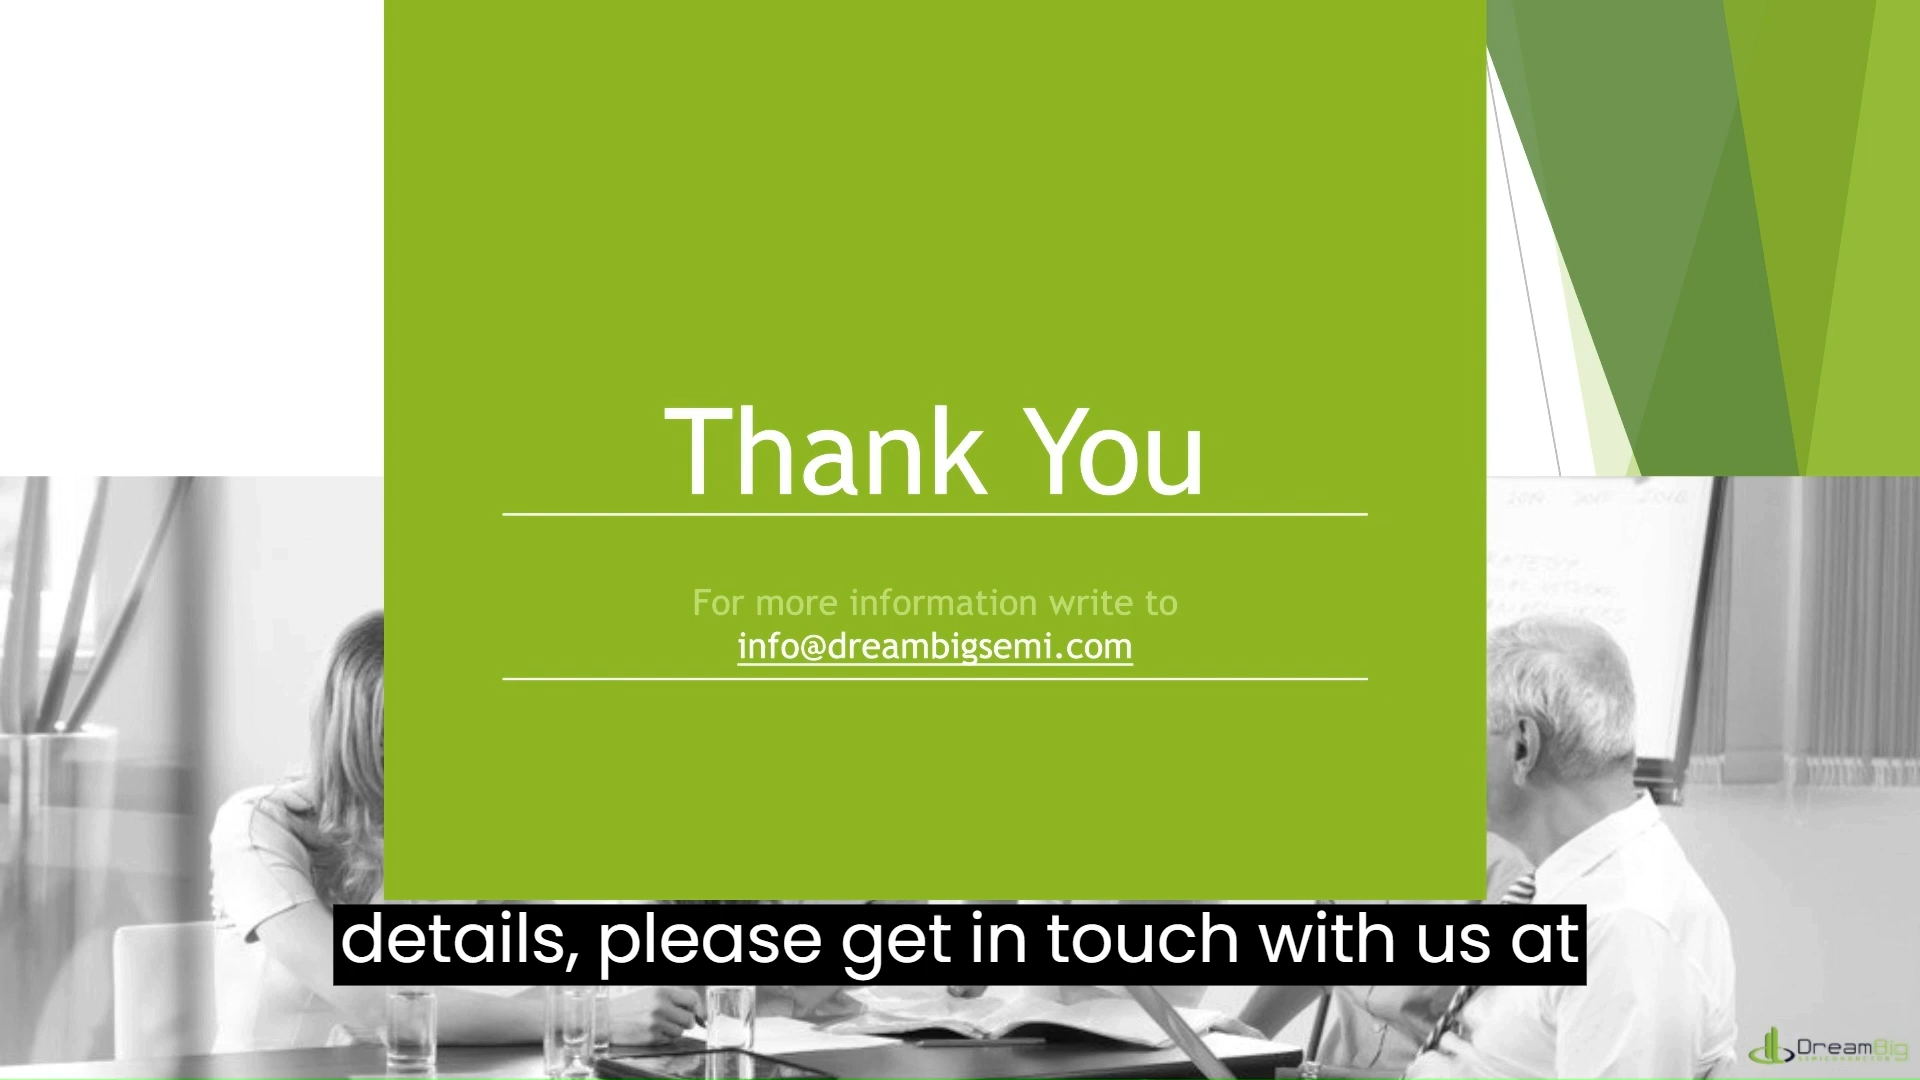 Thank You
For more information write to
info@dreambigsemi.com
details, please get in touch with us at
DreamBig
SEMICONDUCTOR